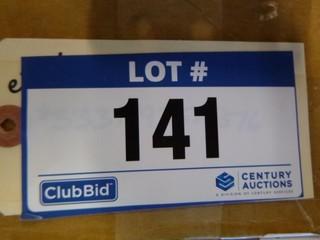 LOT #
141
ClubBid
CENTURY
AUCTIONS
A DIVISION OF CENTURY SERVICES